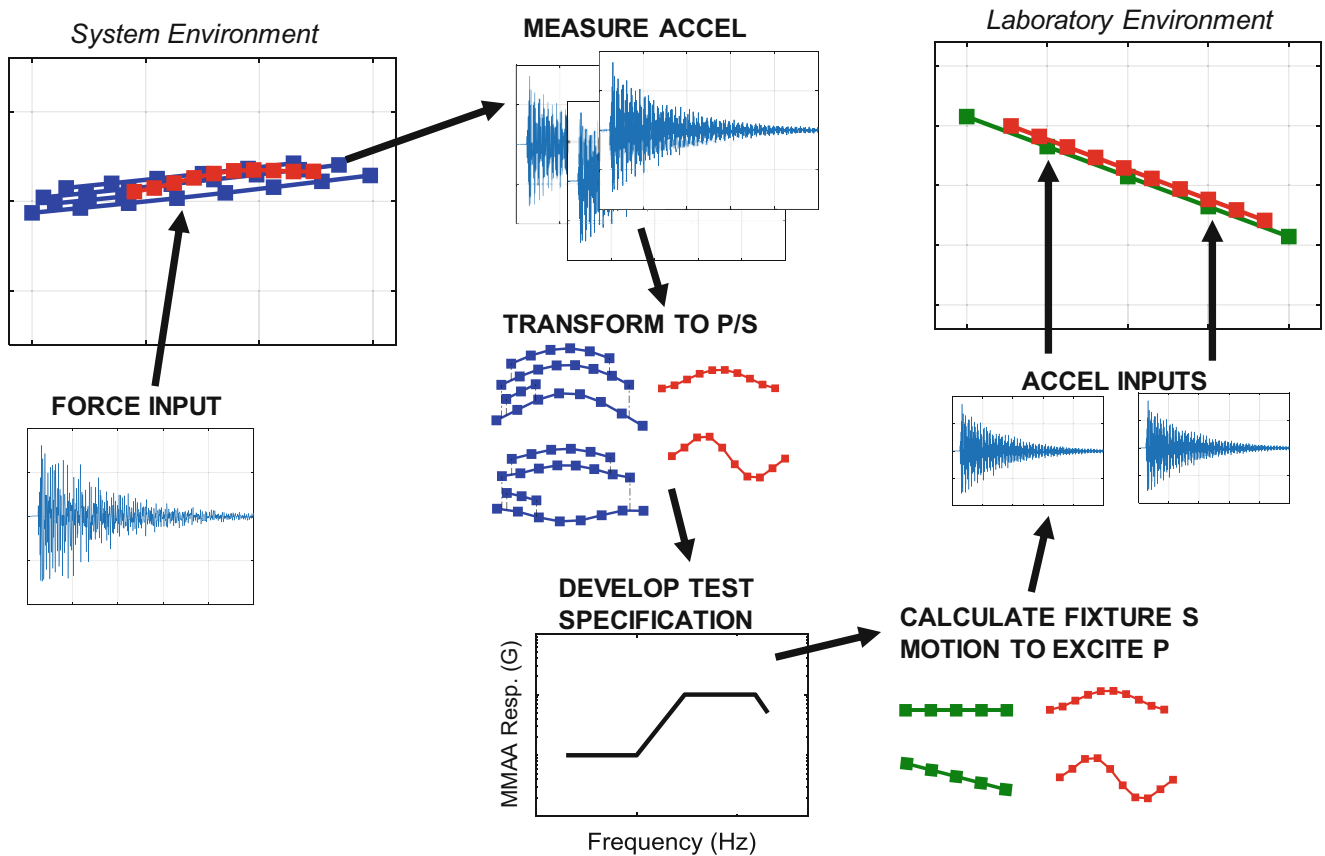 System Environment
MEASURE ACCEL
Laboratory Environment
TRANSFORM TO P/S
FORCE INPUT
ACCEL INPUTS
DEVELOP TEST
SPECIFICATION
CALCULATE FIXTURE S
MOTION TO EXCITE P
MMAA Resp. (G)
Frequency (Hz)